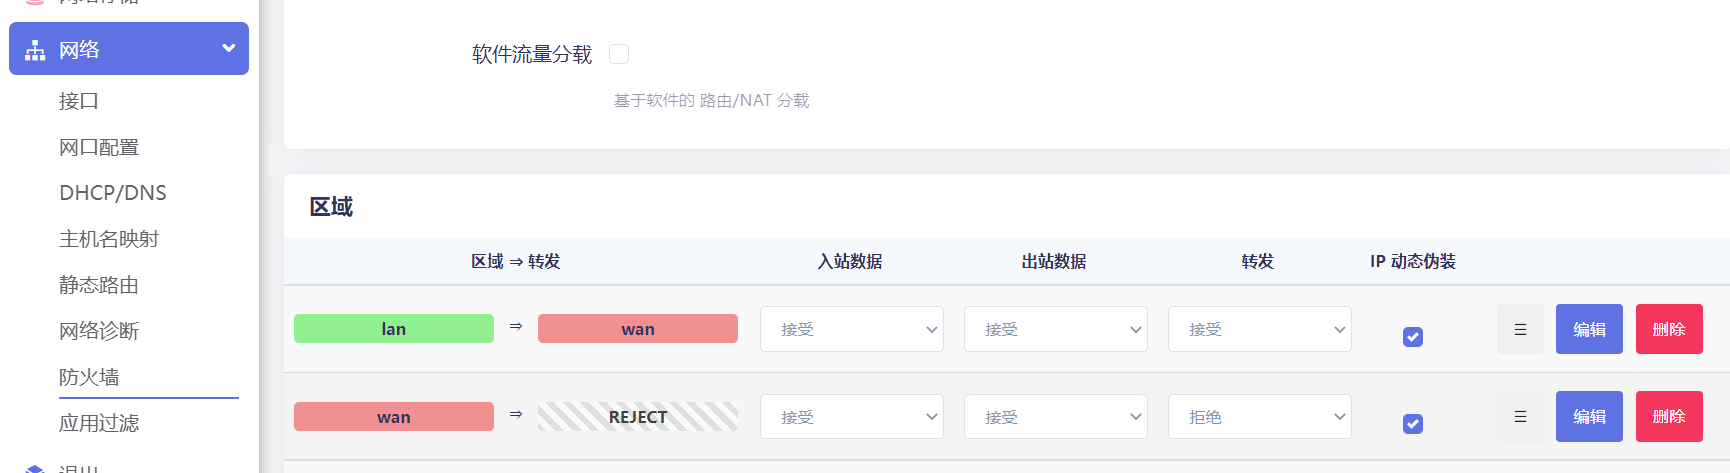 网络
接口
网口配置
DHCP/DNS
主机名映射
静态路由
网络诊断
防火墙
应用过滤
软件流量分载
基于软件的 路由/NAT 分载
区域
区域 ⇒ 转发 入站数据 出站数据 转发 IP 动态伪装
lan ⇒ wan 接受 接受 接受 ☰ 编辑 删除
wan ⇒ REJECT 接受 接受 拒绝 ☰ 编辑 删除